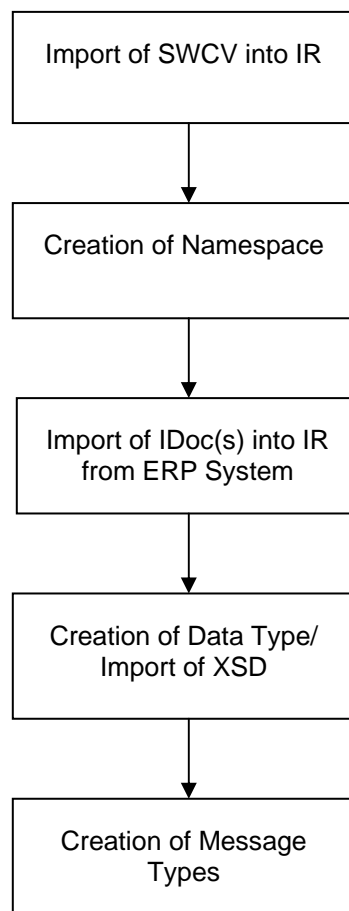 Import of SWCV into IR
Creation of Namespace
Import of IDoc(s) into IR
from ERP System
Creation of Data Type/
Import of XSD
Creation of Message
Types